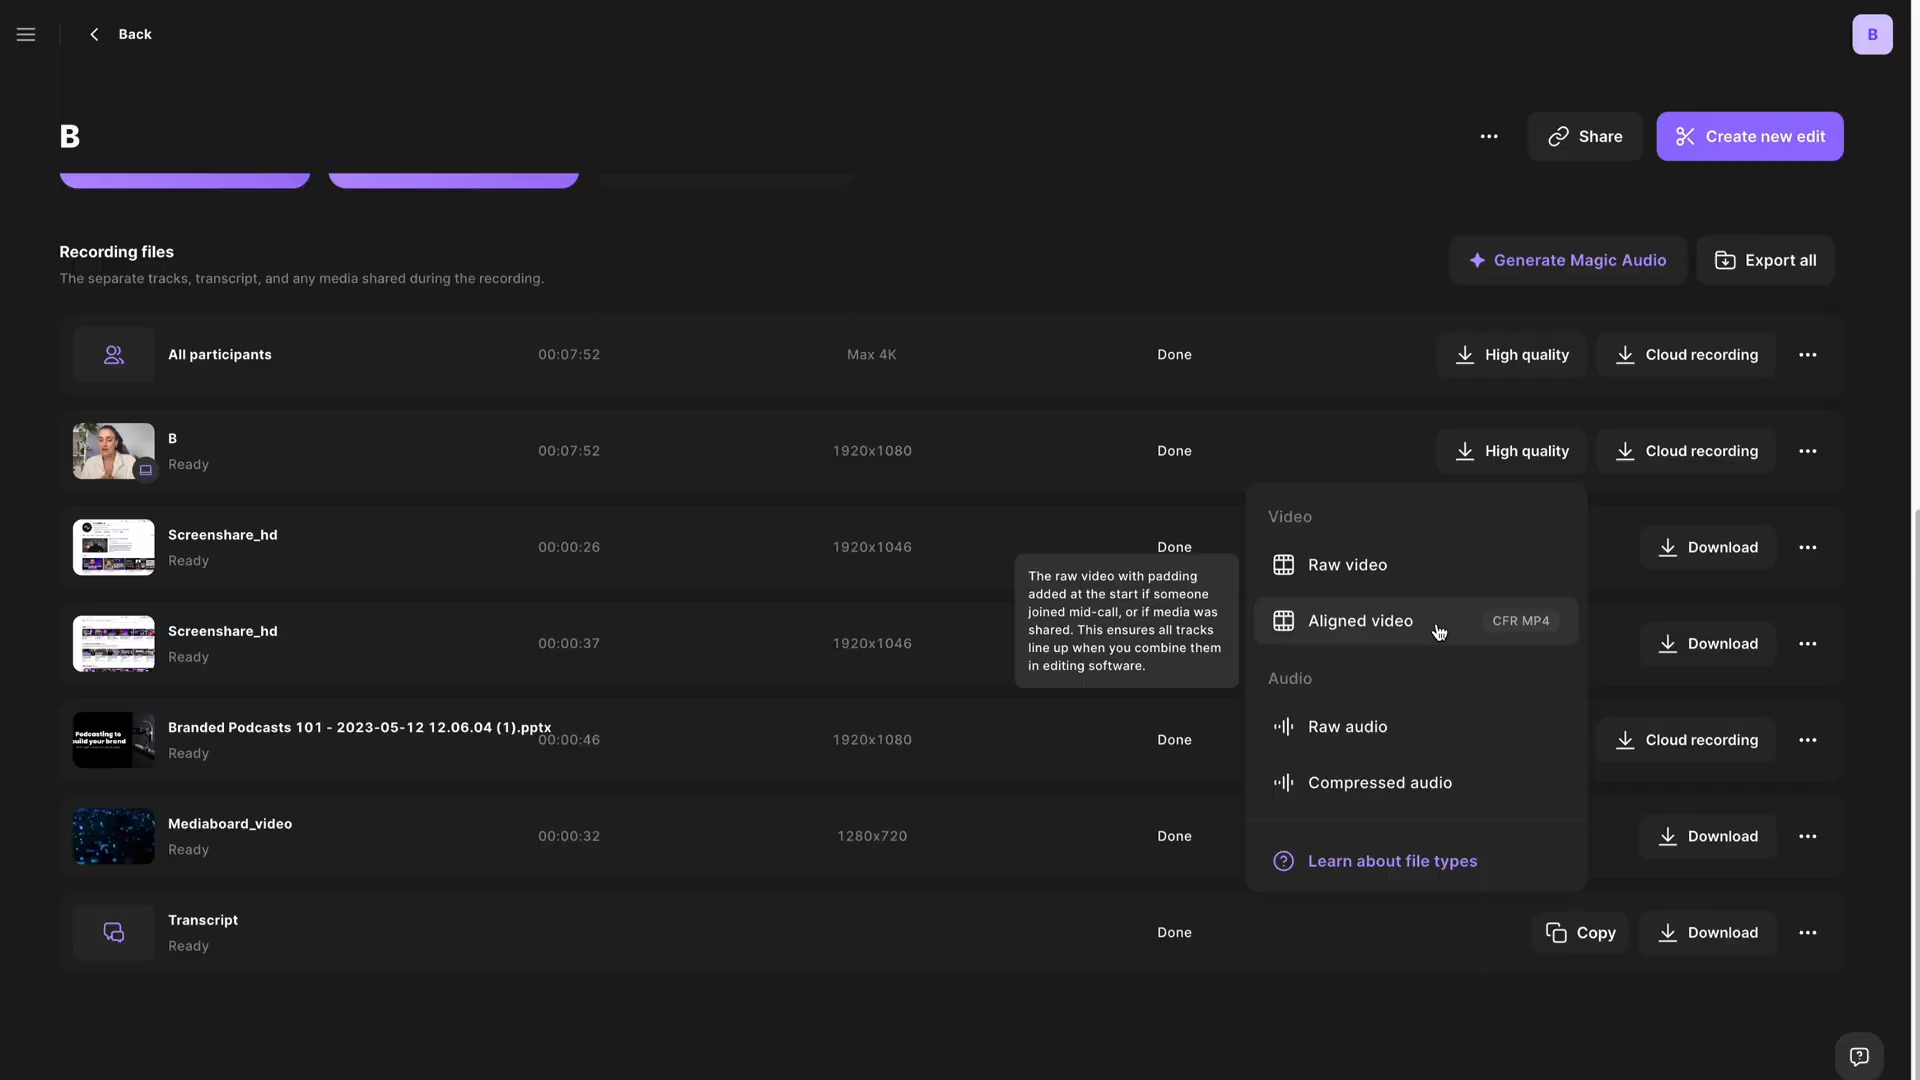 Back
B
B
Share
Create new edit
Recording files
The separate tracks, transcript, and any media shared during the recording.
Generate Magic Audio
Export all
All participants
00:07:52
Max 4K
Done
High quality
Cloud recording
B
Ready
00:07:52
1920x1080
Done
High quality
Cloud recording
Screenshare_hd
Ready
00:00:26
1920x1046
Done
Download
Screenshare_hd
Ready
00:00:37
1920x1046
Download
The raw video with padding
added at the start if someone
joined mid-call, or if media was
shared. This ensures all tracks
line up when you combine them
in editing software.
Video
Raw video
Aligned video
CFR MP4
Audio
Raw audio
Compressed audio
Learn about file types
Podcasting to
uild your brand
Branded Podcasts 101 - 2023-05-12 12.06.04 (1).pptx
Ready
00:00:46
1920x1080
Done
Cloud recording
Mediaboard_video
Ready
00:00:32
1280x720
Done
Download
Transcript
Ready
Done
Copy
Download